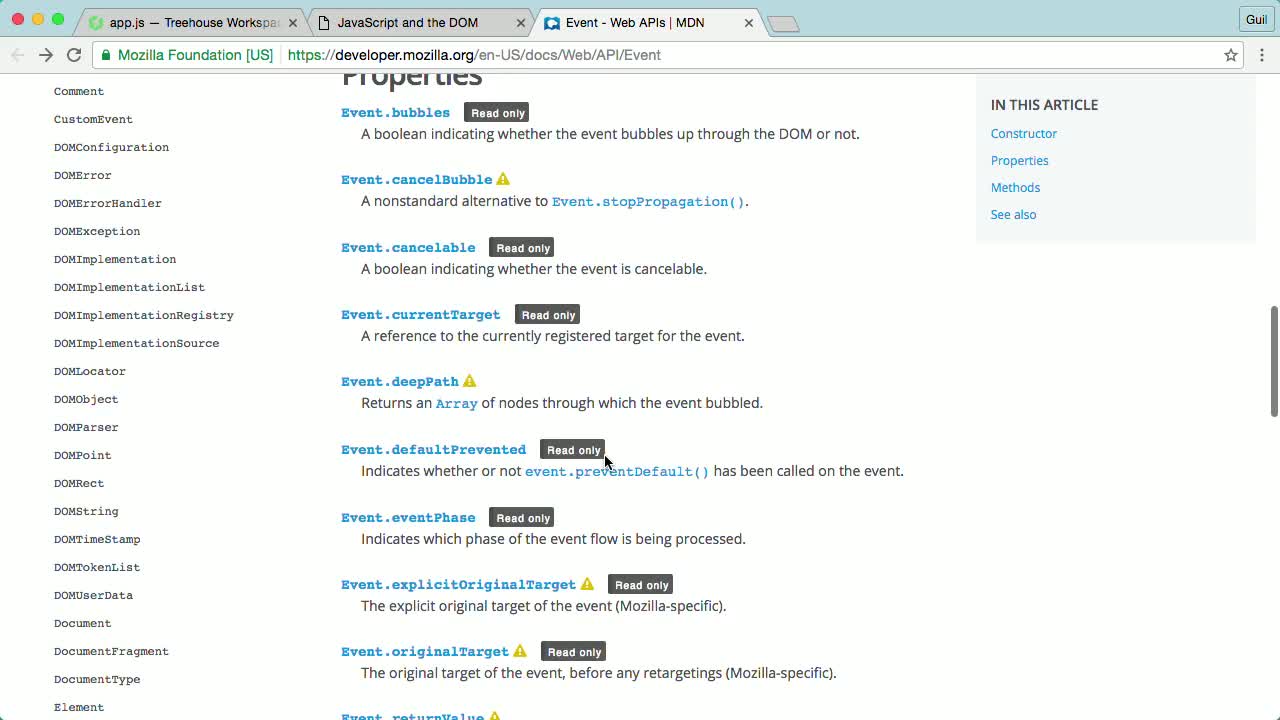 app.js — Treehouse Workspa
JavaScript and the DOM
Event - Web APIs | MDN
Guil
Mozilla Foundation [US]
https://developer.mozilla.org/en-US/docs/Web/API/Event
Comment
CustomEvent
DOMConfiguration
DOMError
DOMErrorHandler
DOMException
DOMImplementation
DOMImplementationList
DOMImplementationRegistry
DOMImplementationSource
DOMLocator
DOMObject
DOMParser
DOMPoint
DOMRect
DOMString
DOMTimeStamp
DOMTokenList
DOMUserData
Document
DocumentFragment
DocumentType
Element
Properties
Event.bubbles Read only
A boolean indicating whether the event bubbles up through the DOM or not.
Event.cancelBubble
A nonstandard alternative to Event.stopPropagation().
Event.cancelable Read only
A boolean indicating whether the event is cancelable.
Event.currentTarget Read only
A reference to the currently registered target for the event.
Event.deepPath
Returns an Array of nodes through which the event bubbled.
Event.defaultPrevented Read only
Indicates whether or not event.preventDefault() has been called on the event.
Event.eventPhase Read only
Indicates which phase of the event flow is being processed.
Event.explicitOriginalTarget Read only
The explicit original target of the event (Mozilla-specific).
Event.originalTarget Read only
The original target of the event, before any retargetings (Mozilla-specific).
Event.returnValue
IN THIS ARTICLE
Constructor
Properties
Methods
See also